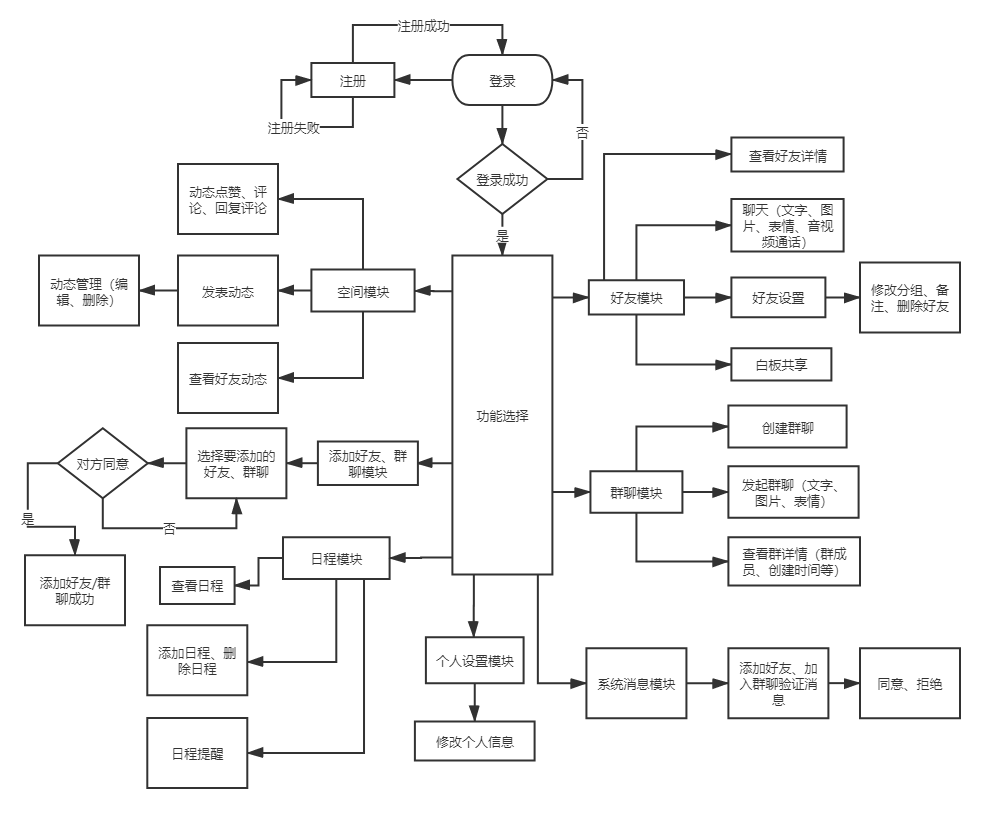 注册成功
注册
登录
注册失败
否
登录成功
是
查看好友详情
动态点赞、评
论、回复评论
聊天（文字、图
片、表情、音视
频通话）
动态管理（编
辑、删除）
发表动态
空间模块
好友模块
好友设置
修改分组、备
注、删除好友
查看好友动态
白板共享
功能选择
创建群聊
对方同意
选择要添加的
好友、群聊
添加好友、群
聊模块
群聊模块
发起群聊（文字、
图片、表情）
是
否
查看群详情（群成
员、创建时间等）
添加好友/群
聊成功
查看日程
日程模块
添加日程、删
除日程
个人设置模块
系统消息模块
添加好友、加
入群聊验证消
息
同意、拒绝
日程提醒
修改个人信息